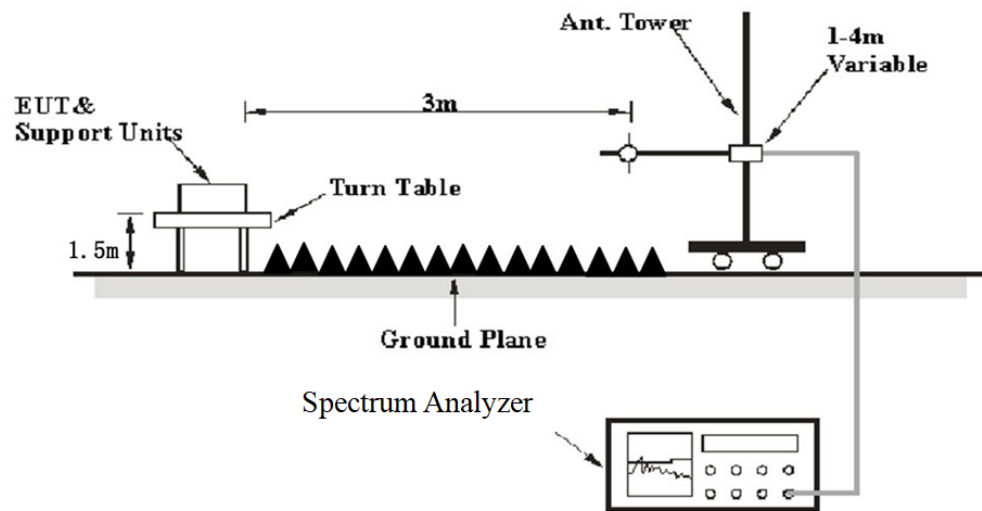 Ant. Tower
1-4m
Variable
3m
EUT&
Support Units
Turn Table
1.5m
Ground Plane
Spectrum Analyzer